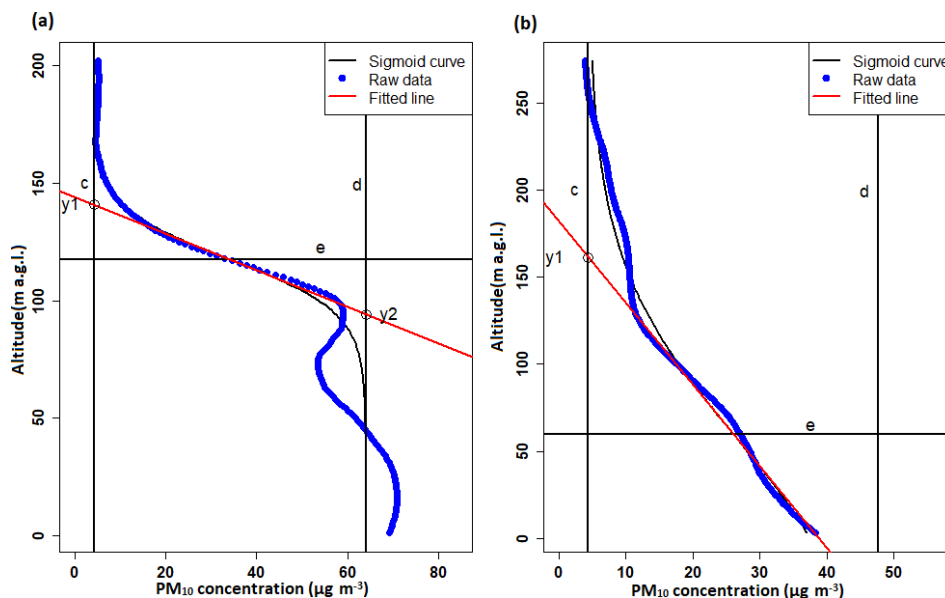 (a)
Altitude(m a.g.l.)
200
150
100
50
0
Sigmoid curve
Raw data
Fitted line
c
d
y1
e
y2
0 20 40 60 80
PM₁₀ concentration (µg m⁻³)
(b)
Altitude(m a.g.l.)
250
200
150
100
50
0
Sigmoid curve
Raw data
Fitted line
c
d
y1
e
0 10 20 30 40 50
PM₁₀ concentration (µg m⁻³)